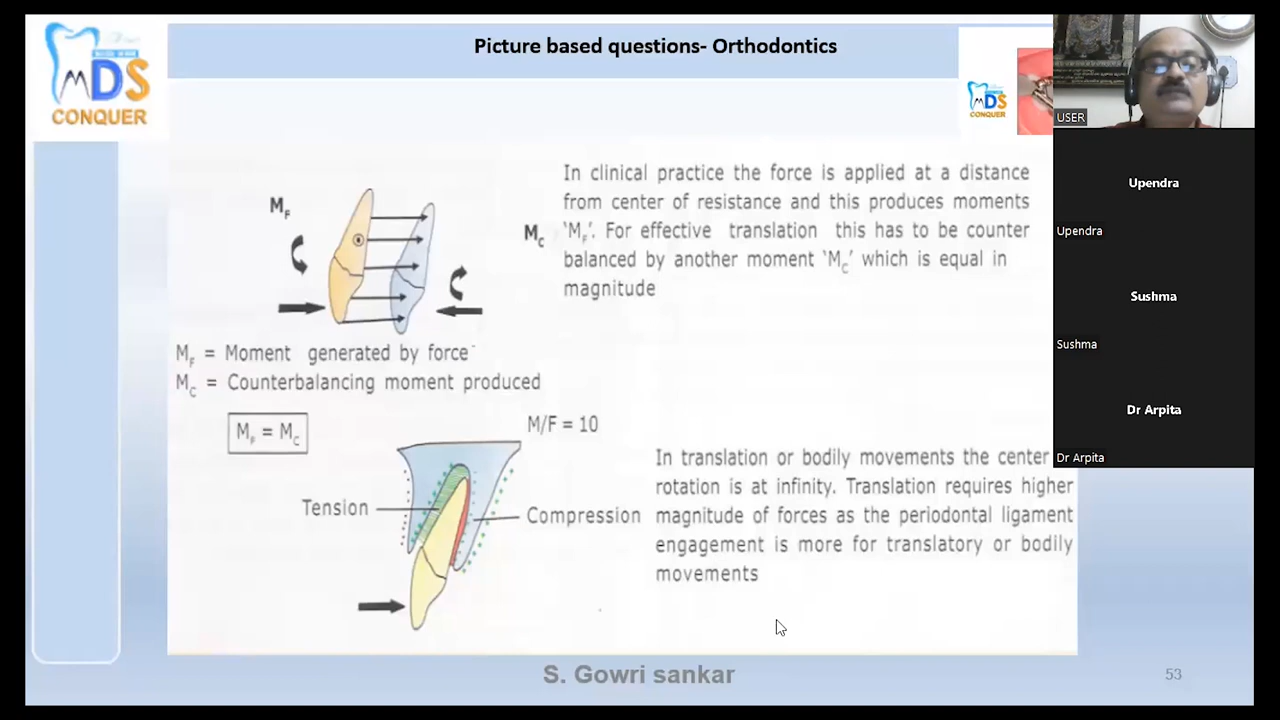 Picture based questions- Orthodontics
MDS
CONQUER
MDS
CONQUER
USER
Upendra
Upendra
Sushma
Sushma
Dr Arpita
Dr Arpita
MF
MC
In clinical practice the force is applied at a distance
from center of resistance and this produces moments
‘MF’. For effective translation this has to be counter
balanced by another moment ‘MC’ which is equal in
magnitude
MF = Moment generated by force
MC = Counterbalancing moment produced
MF = MC
M/F = 10
Tension
Compression
In translation or bodily movements the center
rotation is at infinity. Translation requires higher
magnitude of forces as the periodontal ligament
engagement is more for translatory or bodily
movements
S. Gowri sankar
53